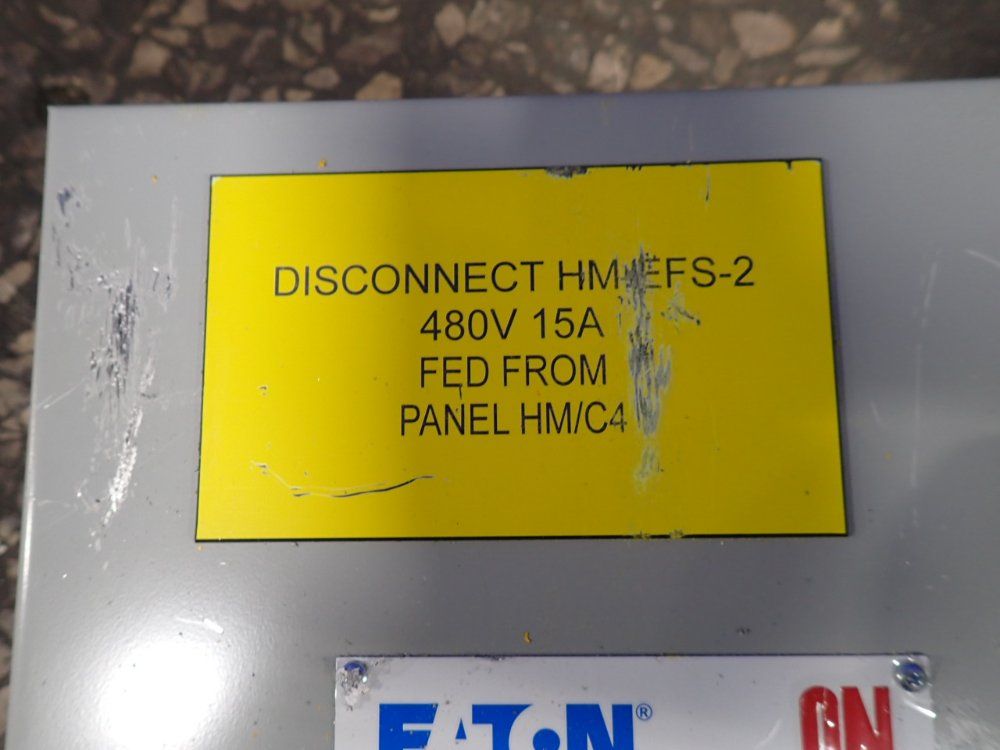 DISCONNECT HM-EFS-2
480V 15A
FED FROM
PANEL HM/C4
EATON®
ON